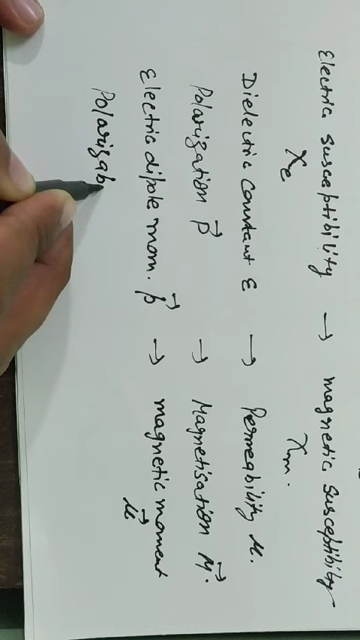 Electric susceptibility → magnetic susceptibility
χe χm.
Dielectric constant ε → Permeability μ.
Polarization P⃗ → Magnetisation M⃗.
Electric dipole mom. p⃗ → magnetic moment
μ⃗
Polarizab